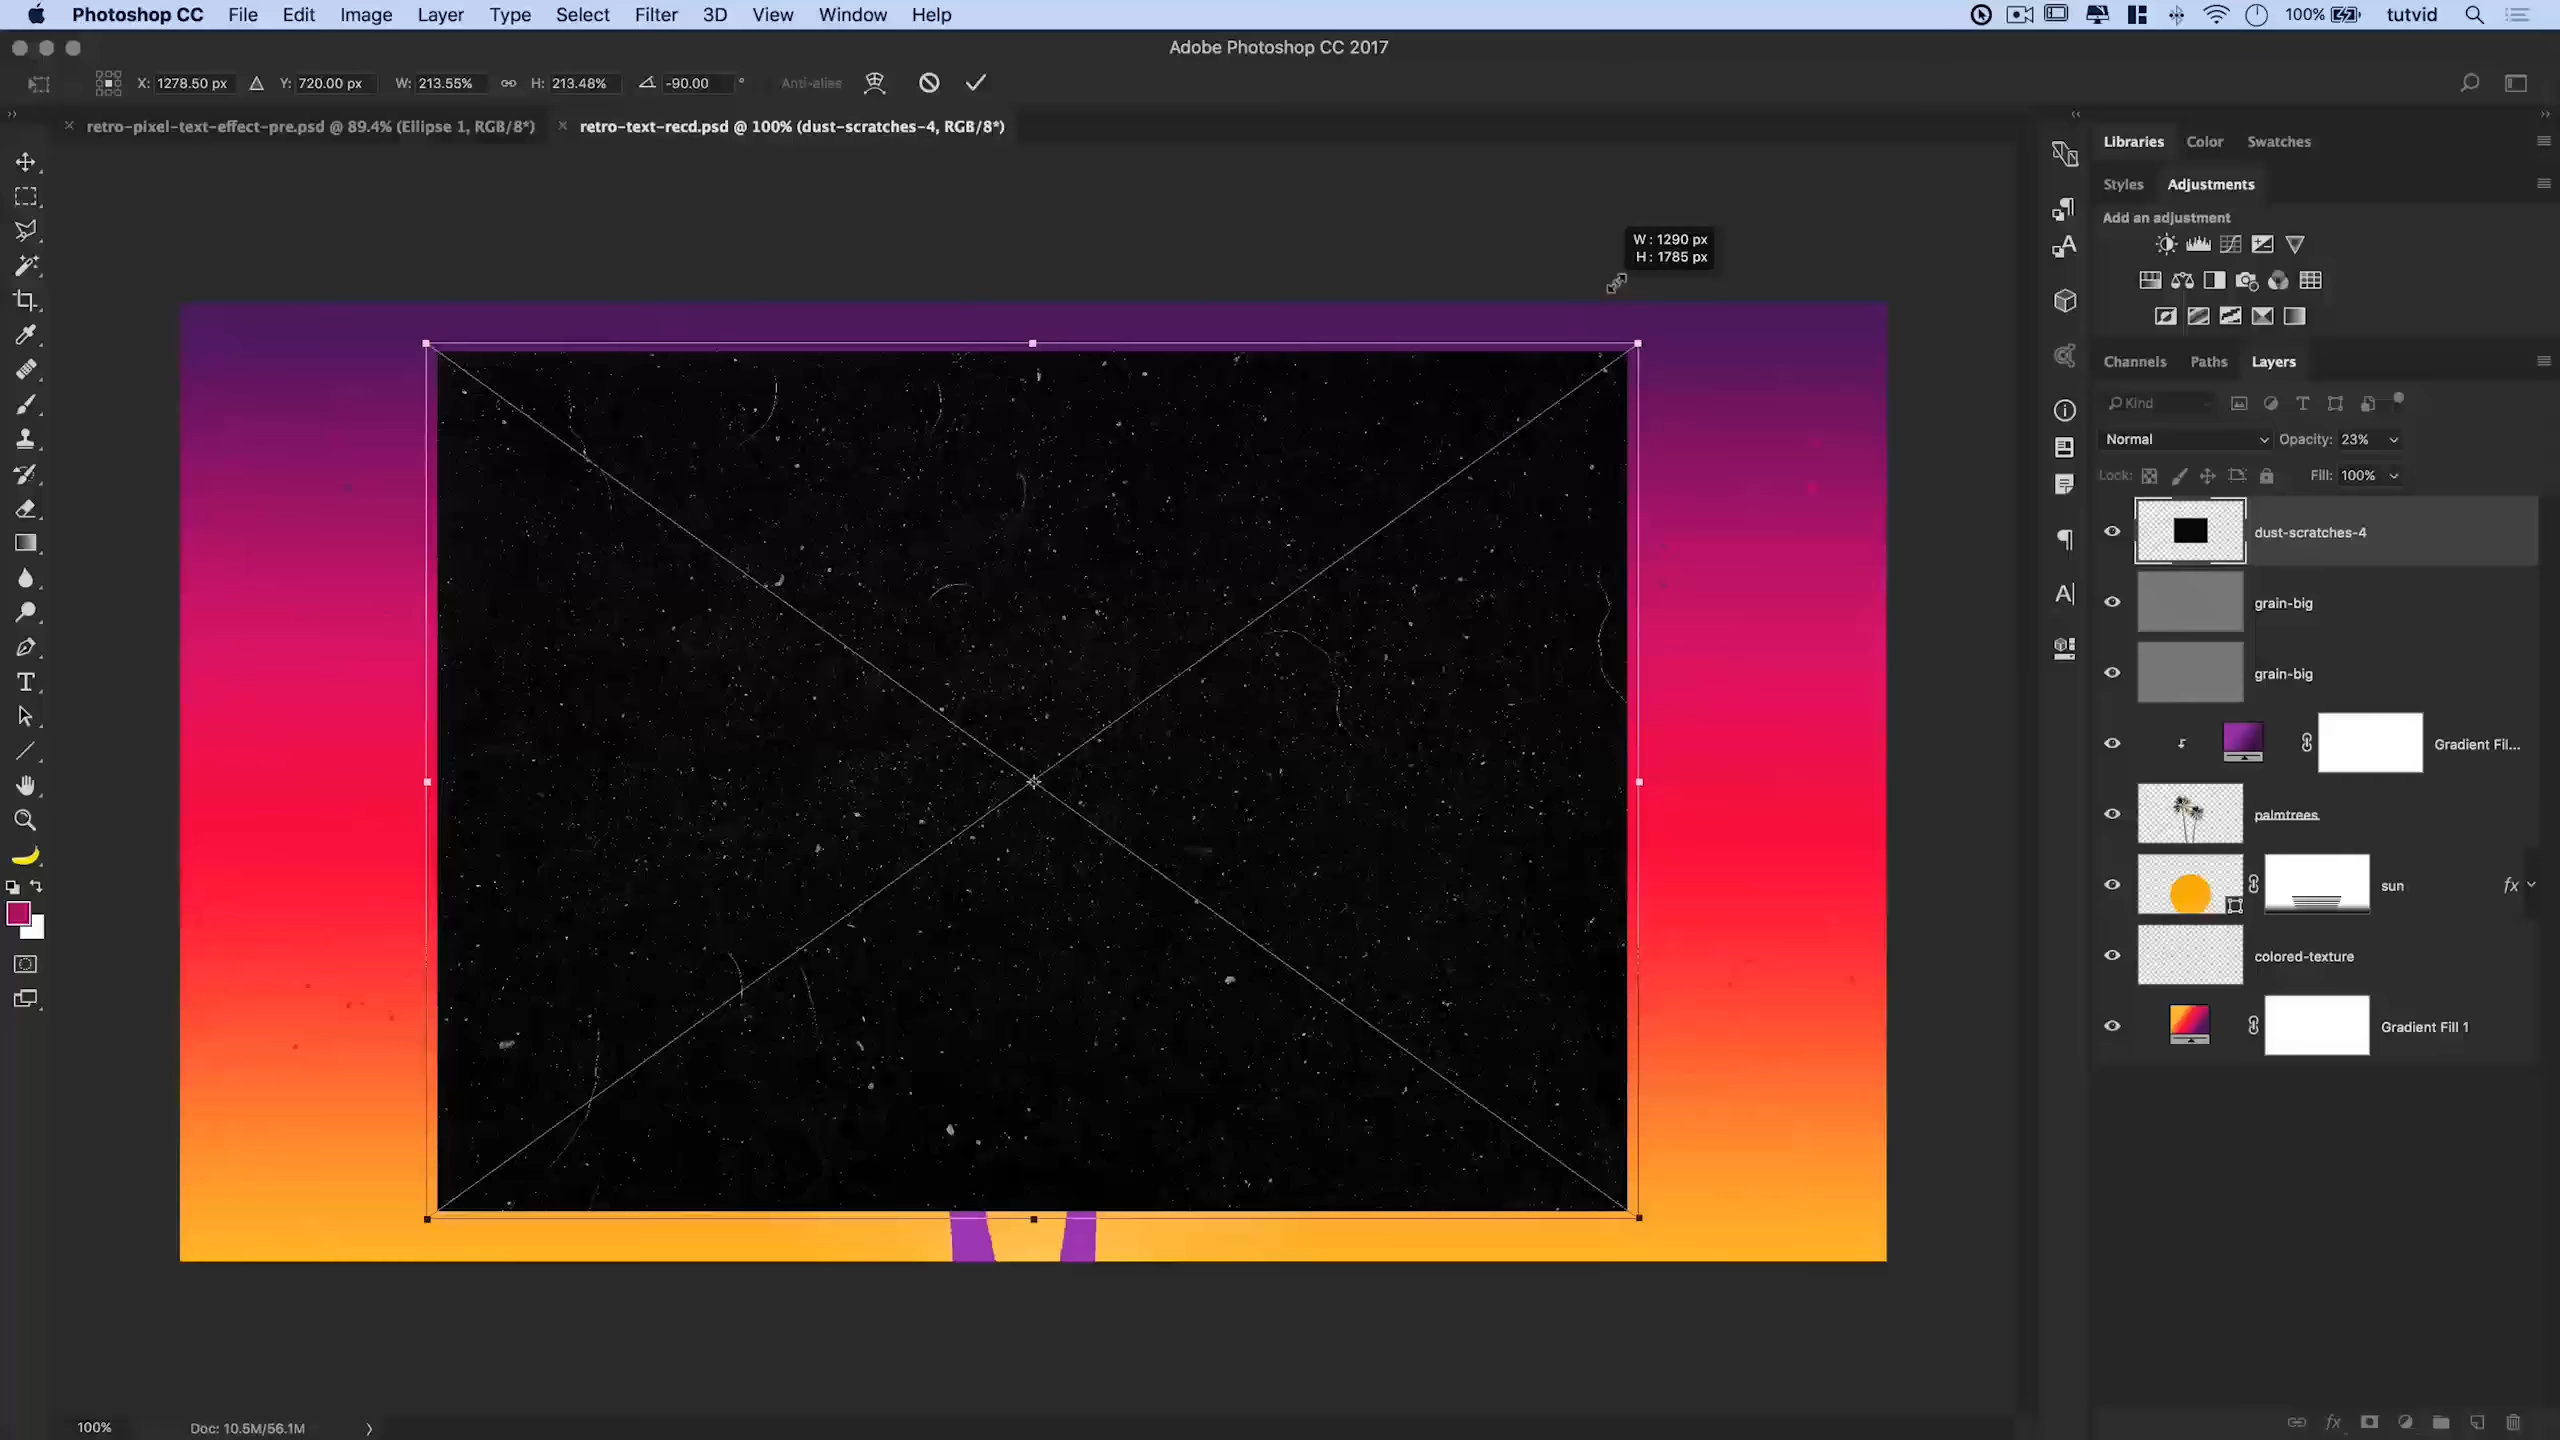 Photoshop CC File Edit Image Layer Type Select Filter 3D View Window Help 100% tutvid
Adobe Photoshop CC 2017
X: 1278.50 px Y: 720.00 px W: 213.55% H: 213.48% -90.00 ° Anti-alias
× retro-pixel-text-effect-pre.psd @ 89.4% (Ellipse 1, RGB/8*) × retro-text-recd.psd @ 100% (dust-scratches-4, RGB/8*)
Libraries Color Swatches
Styles Adjustments
Add an adjustment
W : 1290 px
H : 1785 px
Channels Paths Layers
Kind
Normal Opacity: 23%
Lock: Fill: 100%
dust-scratches-4
grain-big
grain-big
Gradient Fil...
palmtrees
sun fx
colored-texture
Gradient Fill 1
100% Doc: 10.5M/56.1M
fx